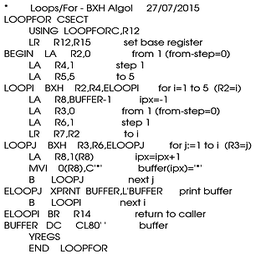 *        Loops/For - BXH Algol    27/07/2015
LOOPFOR  CSECT
         USING LOOPFORC,R12
         LR    R12,R15         set base register
BEGIN    LA    R2,0            from 1 (from-step=0)
         LA    R4,1            step 1
         LA    R5,5            to 5
LOOPI    BXH   R2,R4,ELOOPI    for i=1 to 5 (R2=i)
         LA    R8,BUFFER-1     ipx=-1
         LA    R3,0            from 1 (from-step=0)
         LA    R6,1            step 1
         LR    R7,R2           to i
LOOPJ    BXH   R3,R6,ELOOPJ    for j:=1 to i (R3=j)
         LA    R8,1(R8)        ipx=ipx+1
         MVI   0(R8),C'*'      buffer(ipx)='*'
         B     LOOPJ           next j
ELOOPJ   XPRNT BUFFER,L'BUFFER print buffer
         B     LOOPI           next i
ELOOPI   BR    R14             return to caller
BUFFER   DC    CL80' '         buffer
         YREGS
         END   LOOPFOR